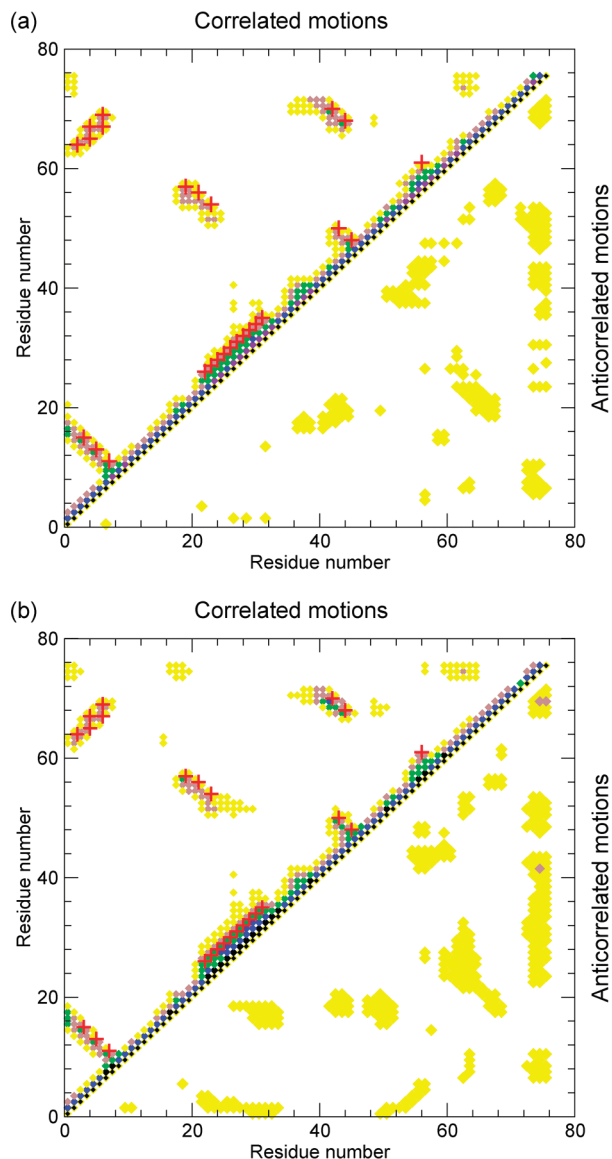 (a)
Correlated motions
80
60
40
20
0
Residue number
0 20 40 60 80
Residue number
Anticorrelated motions
(b)
Correlated motions
80
60
40
20
0
Residue number
0 20 40 60 80
Residue number
Anticorrelated motions